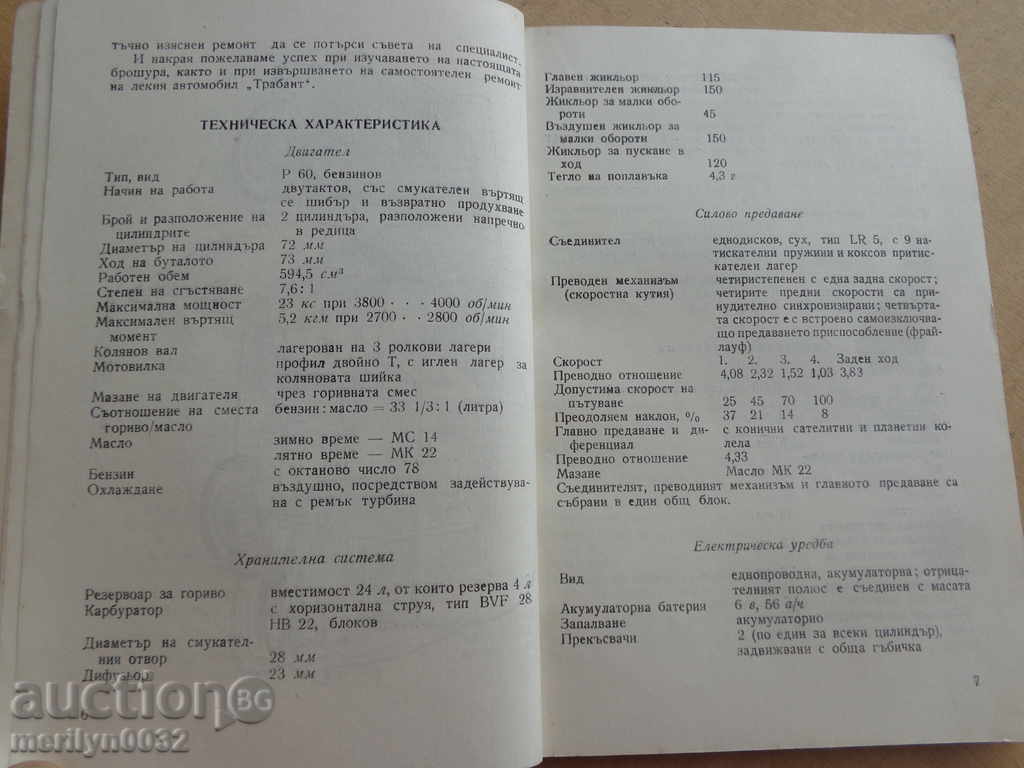 тъчно изяснен ремонт да се потърси съвета на специалист.
И накрая пожелаваме успех при изучаването на настоящата
брошура, както и при извършването на самостоятелен ремонт
на лекия автомобил „Трабант“.
ТЕХНИЧЕСКА ХАРАКТЕРИСТИКА
Двигател
Тип, вид P 60, бензинов
Начин на работа двутактов, със смукателен въртящ
се шибър и възвратно продухване
Брой и разположение на 2 цилиндъра, разположени напречно
цилиндрите в редица
Диаметър на цилиндъра 72 мм
Ход на буталото 73 мм
Работен обем 594,5 см³
Степен на сгъстяване 7,6 : 1
Максимална мощност 23 кс при 3800 · · · 4000 об/мин
Максимален въртящ 5,2 кгм при 2700 · · 2800 об/мин
момент
Колянов вал лагерован на 3 ролкови лагери
Мотовилка профил двойно Т, с иглен лагер за
коляновата шийка
Мазане на двигателя чрез горивната смес
Съотношение на сместа бензин : масло = 33 1/3 : 1 (литра)
гориво/масло
Масло зимно време — МС 14
лятно време — МК 22
Бензин с октаново число 78
Охлаждане въздушно, посредством задействува-
на с ремък турбина
Хранителна система
Резервоар за гориво вместимост 24 л, от които резерва 4 л
Карбуратор с хоризонтална струя, тип BVF 28
HB 22, блоков
Диаметър на смукател-
ния отвор 28 мм
Дифузьор 23 мм
6
Главен жикльор 115
Изравнителен жикльор 150
Жикльор за малки обо-
роти 45
Въздушен жикльор за
малки обороти 150
Жикльор за пускане в
ход 120
Тегло на поплавъка 4,3 г
Силово предаване
Съединител еднодисков, сух, тип LR 5, с 9 на-
тискателни пружини и коксов притис-
кателен лагер
Преводен механизъм четиристепенен с една задна скорост;
(скоростна кутия) четирите предни скорости са при-
нудително синхронизирани; четвърта-
та скорост е с встроено самоизключва-
що предаването приспособление (фрай-
лауф)
Скорост 1. 2. 3. 4. Заден ход
Преводно отношение 4,08 2,32 1,52 1,03 3,83
Допустима скорост на
пътуване 25 45 70 100
Преодоляем наклон, % 37 21 14 8
Главно предаване и ди- с конични сателитни и планетни ко-
ференциал лела
Преводно отношение 4,33
Мазане Масло МК 22
Съединителят, преводният механизъм и главното предаване са
събрани в един общ блок.
Електрическа уредба
Вид еднопроводна, акумулаторва; отрица-
телният полюс е съединен с масата
Акумулаторна батерия 6 в, 56 а/ч
Запалване акумулаторно
Прекъсвачи 2 (по един за всеки цилиндър),
задвижвани с обща гъбичка
7
auction BG
merilyn0032